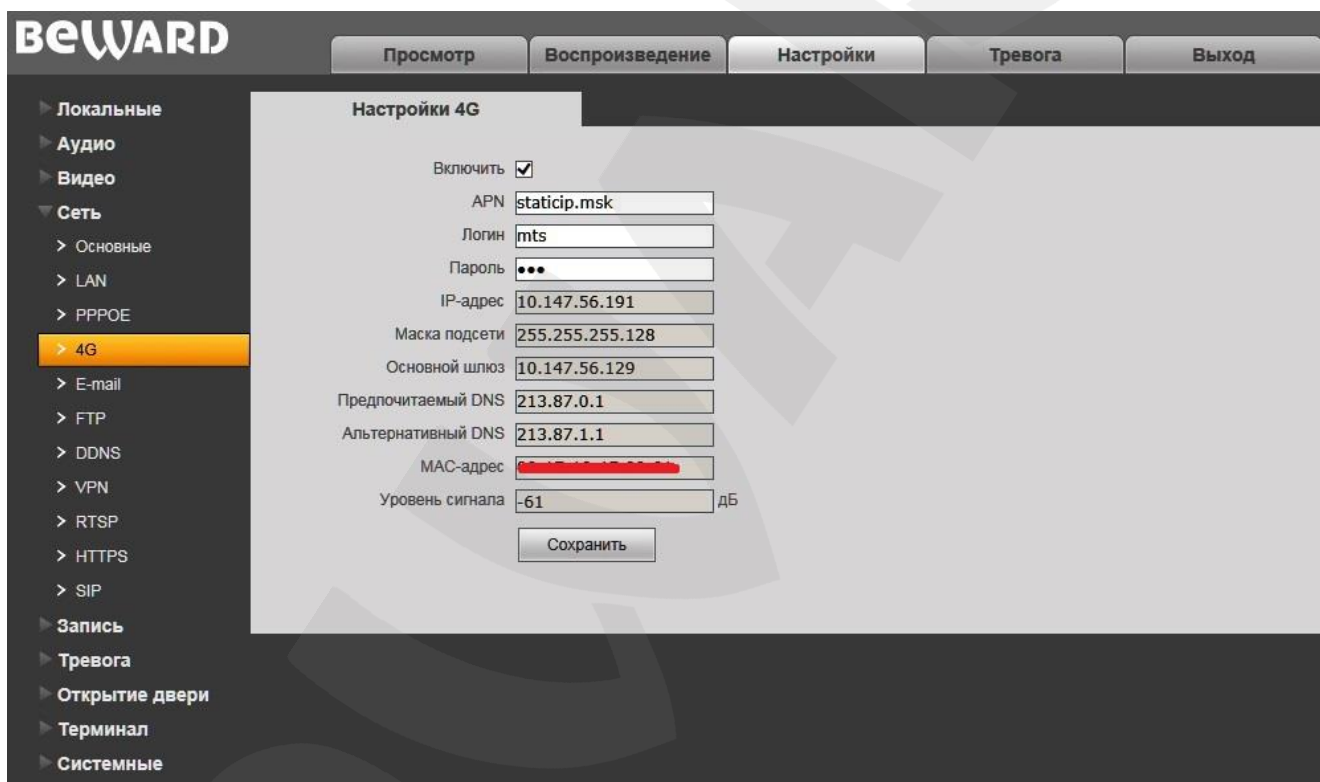 BEWARD
Просмотр
Воспроизведение
Настройки
Тревога
Выход
Локальные
Аудио
Видео
Сеть
> Основные
> LAN
> PPPOE
> 4G
> E-mail
> FTP
> DDNS
> VPN
> RTSP
> HTTPS
> SIP
Запись
Тревога
Открытие двери
Терминал
Системные
Настройки 4G
Включить
APN staticip.msk
Логин mts
Пароль •••
IP-адрес 10.147.56.191
Маска подсети 255.255.255.128
Основной шлюз 10.147.56.129
Предпочитаемый DNS 213.87.0.1
Альтернативный DNS 213.87.1.1
MAC-адрес
Уровень сигнала -61 дБ
Сохранить